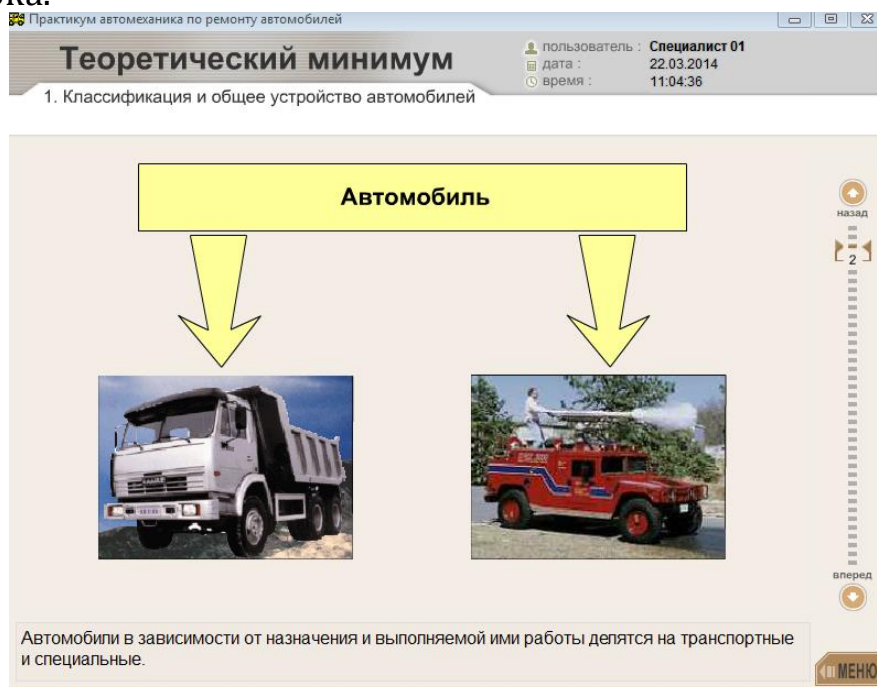 Практикум автомеханика по ремонту автомобилей
Теоретический минимум
пользователь : Специалист 01
дата : 22.03.2014
время : 11:04:36
1. Классификация и общее устройство автомобилей
Автомобиль
назад
2
вперед
Автомобили в зависимости от назначения и выполняемой ими работы делятся на транспортные
и специальные.
МЕНЮ